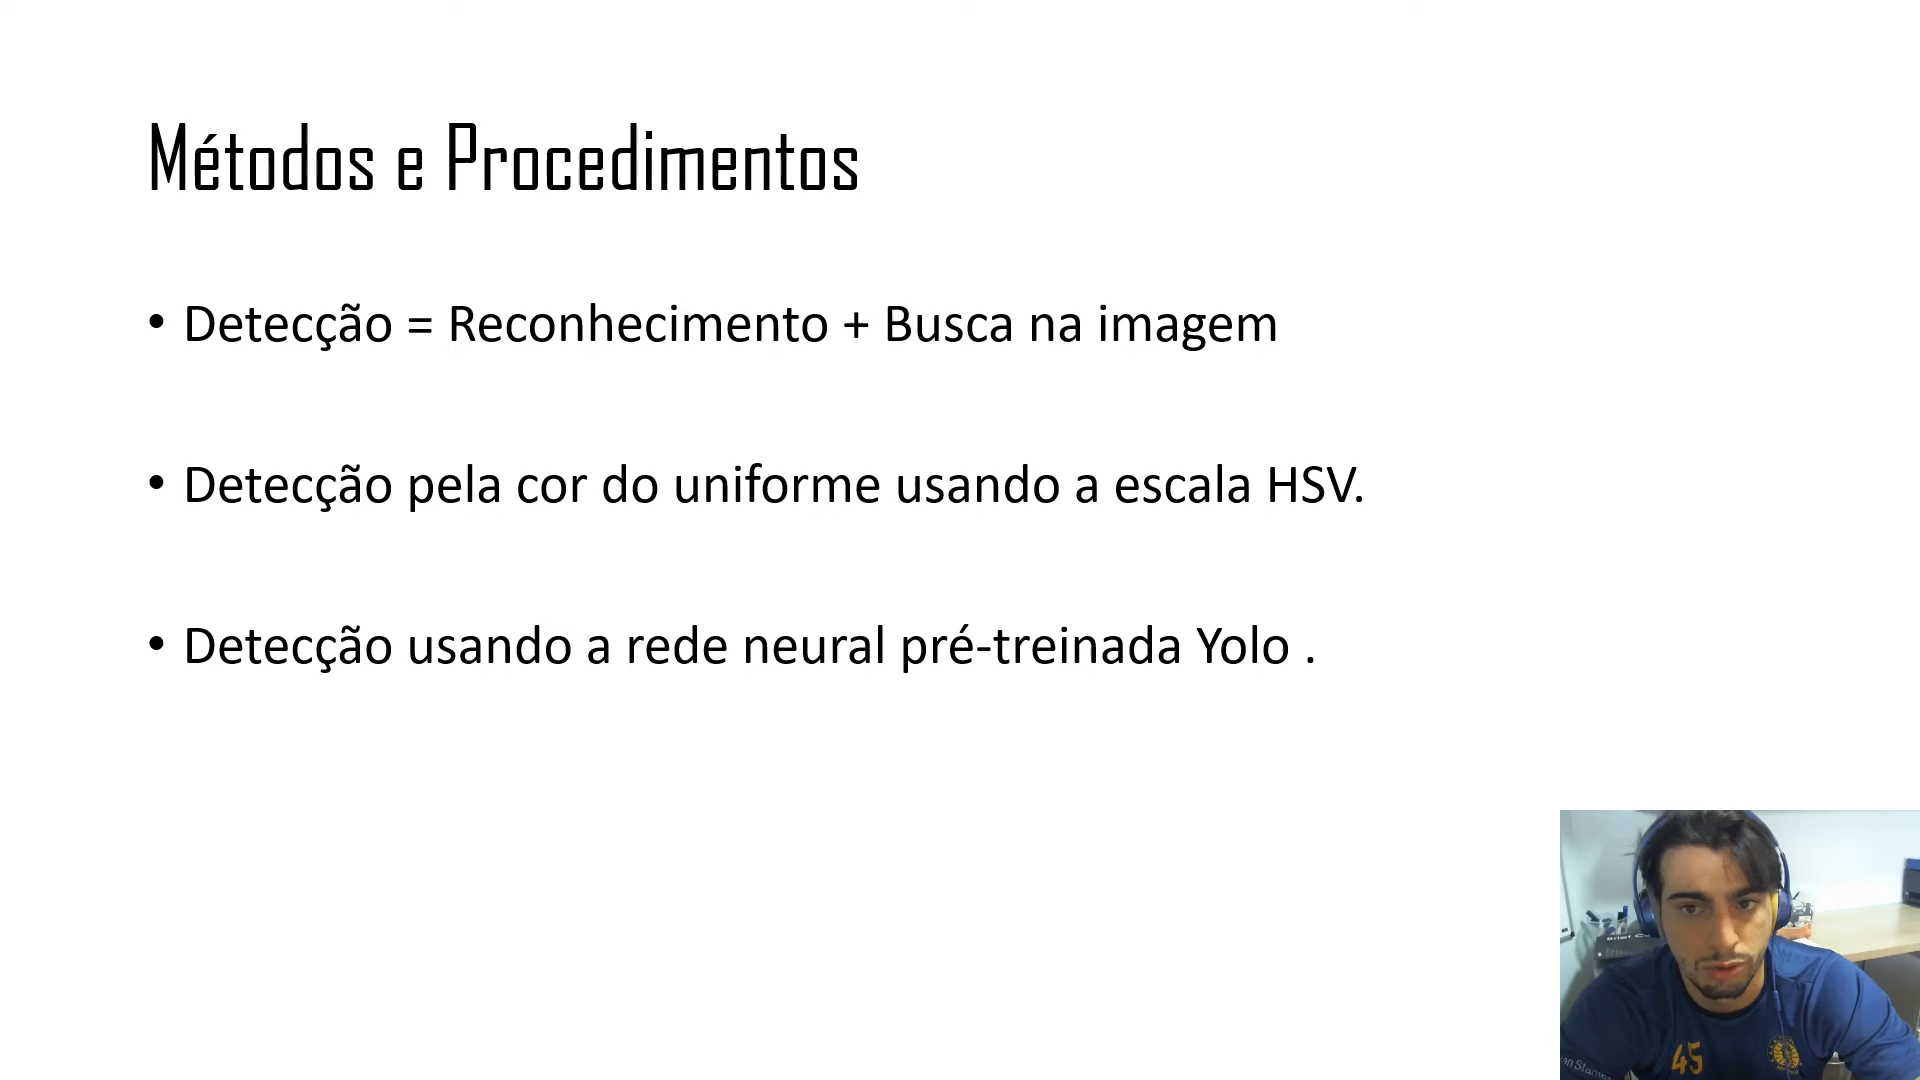 Métodos e Procedimentos
• Detecção = Reconhecimento + Busca na imagem
• Detecção pela cor do uniforme usando a escala HSV.
• Detecção usando a rede neural pré-treinada Yolo .
45